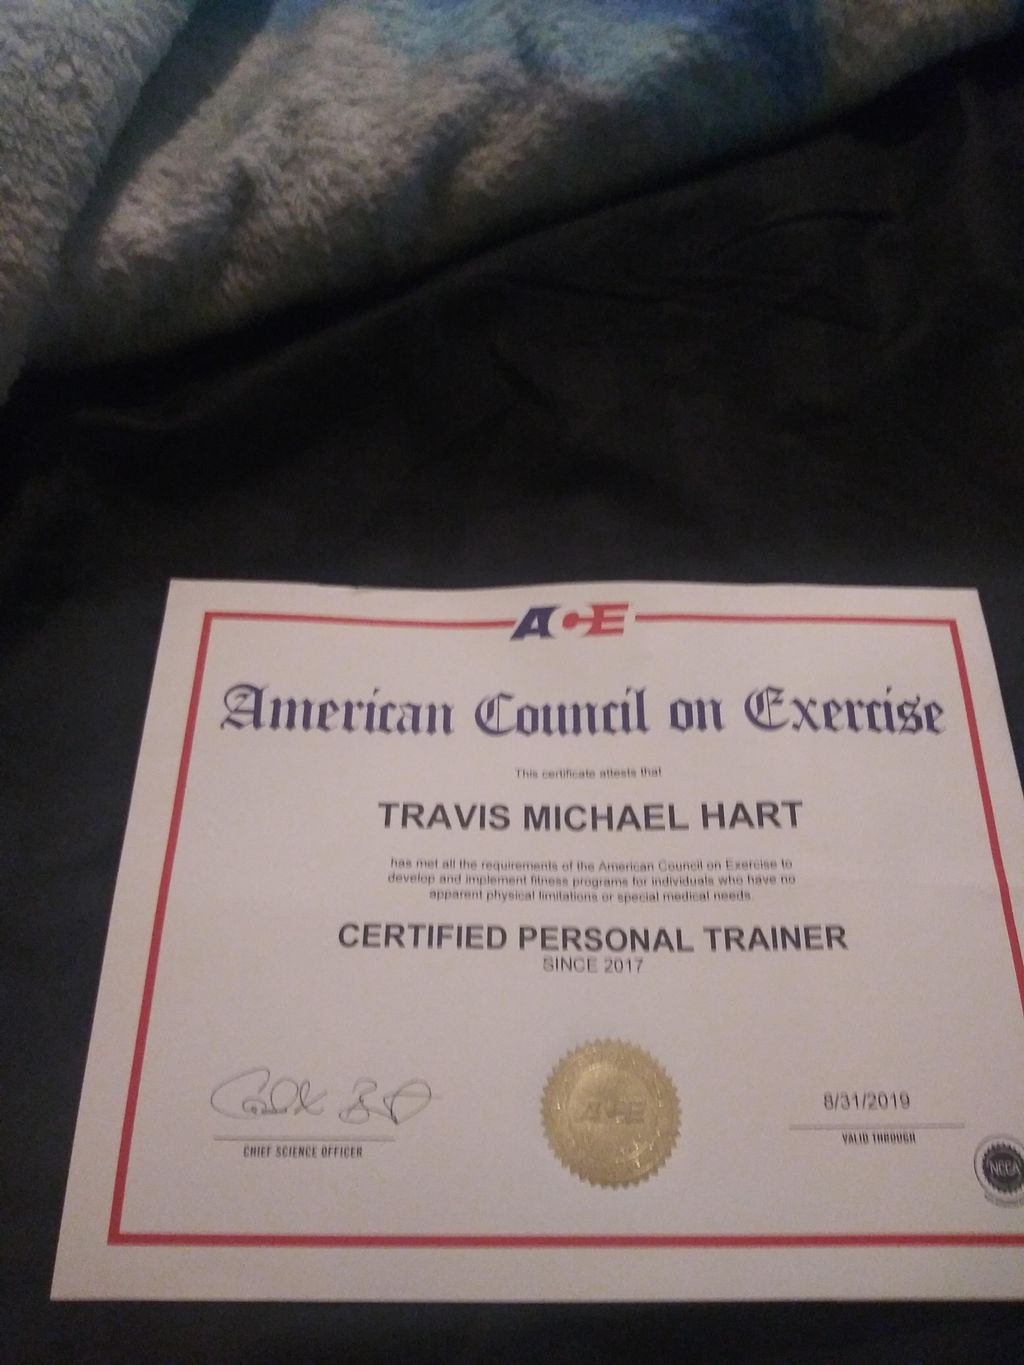 ACE
American Council on Exercise
This certificate attests that
TRAVIS MICHAEL HART
has met all the requirements of the American Council on Exercise to
develop and implement fitness programs for individuals who have no
apparent physical limitations or special medical needs.
CERTIFIED PERSONAL TRAINER
SINCE 2017
CHIEF SCIENCE OFFICER
ACE
8/31/2019
VALID THROUGH
NCCA